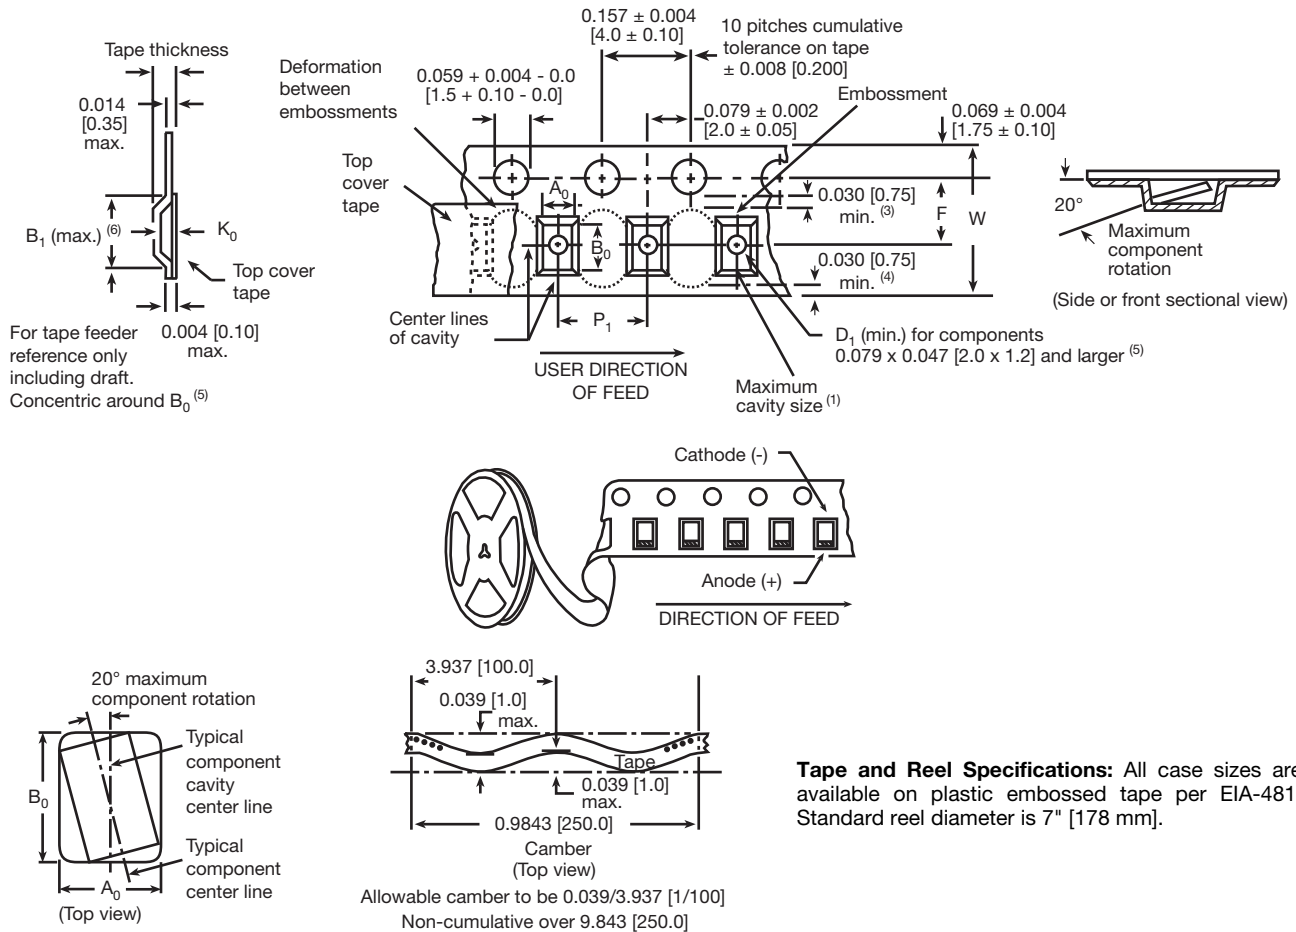 Tape thickness
0.014
[0.35]
max.
B1 (max.) (6)
K0
Top cover
tape
For tape feeder
reference only
including draft.
Concentric around B0 (5)
0.004 [0.10]
max.
Deformation
between
embossments
Top
cover
tape
0.059 + 0.004 - 0.0
[1.5 + 0.10 - 0.0]
0.157 ± 0.004
[4.0 ± 0.10]
10 pitches cumulative
tolerance on tape
± 0.008 [0.200]
0.079 ± 0.002
[2.0 ± 0.05]
Embossment
0.069 ± 0.004
[1.75 ± 0.10]
A0
B0
0.030 [0.75]
min. (3)
F
W
0.030 [0.75]
min. (4)
Center lines
of cavity
P1
USER DIRECTION
OF FEED
Maximum
cavity size (1)
D1 (min.) for components
0.079 x 0.047 [2.0 x 1.2] and larger (5)
20°
Maximum
component
rotation
(Side or front sectional view)
Cathode (-)
Anode (+)
DIRECTION OF FEED
20° maximum
component rotation
Typical
component
cavity
center line
B0
Typical
component
center line
A0
(Top view)
3.937 [100.0]
0.039 [1.0]
max.
Tape
0.039 [1.0]
max.
0.9843 [250.0]
Camber
(Top view)
Allowable camber to be 0.039/3.937 [1/100]
Non-cumulative over 9.843 [250.0]
Tape and Reel Specifications: All case sizes are
available on plastic embossed tape per EIA-481
Standard reel diameter is 7" [178 mm].